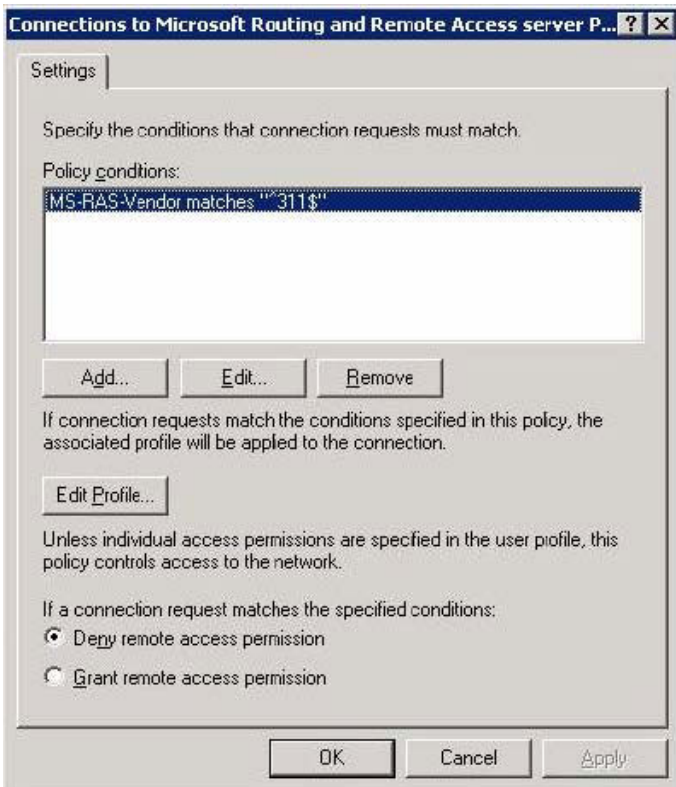 Connections to Microsoft Routing and Remote Access server P...
Settings
Specify the conditions that connection requests must match.
Policy conditions:
MS-RAS-Vendor matches "^311$"
Add...
Edit...
Remove
If connection requests match the conditions specified in this policy, the
associated profile will be applied to the connection.
Edit Profile...
Unless individual access permissions are specified in the user profile, this
policy controls access to the network.
If a connection request matches the specified conditions:
Deny remote access permission
Grant remote access permission
OK
Cancel
Apply